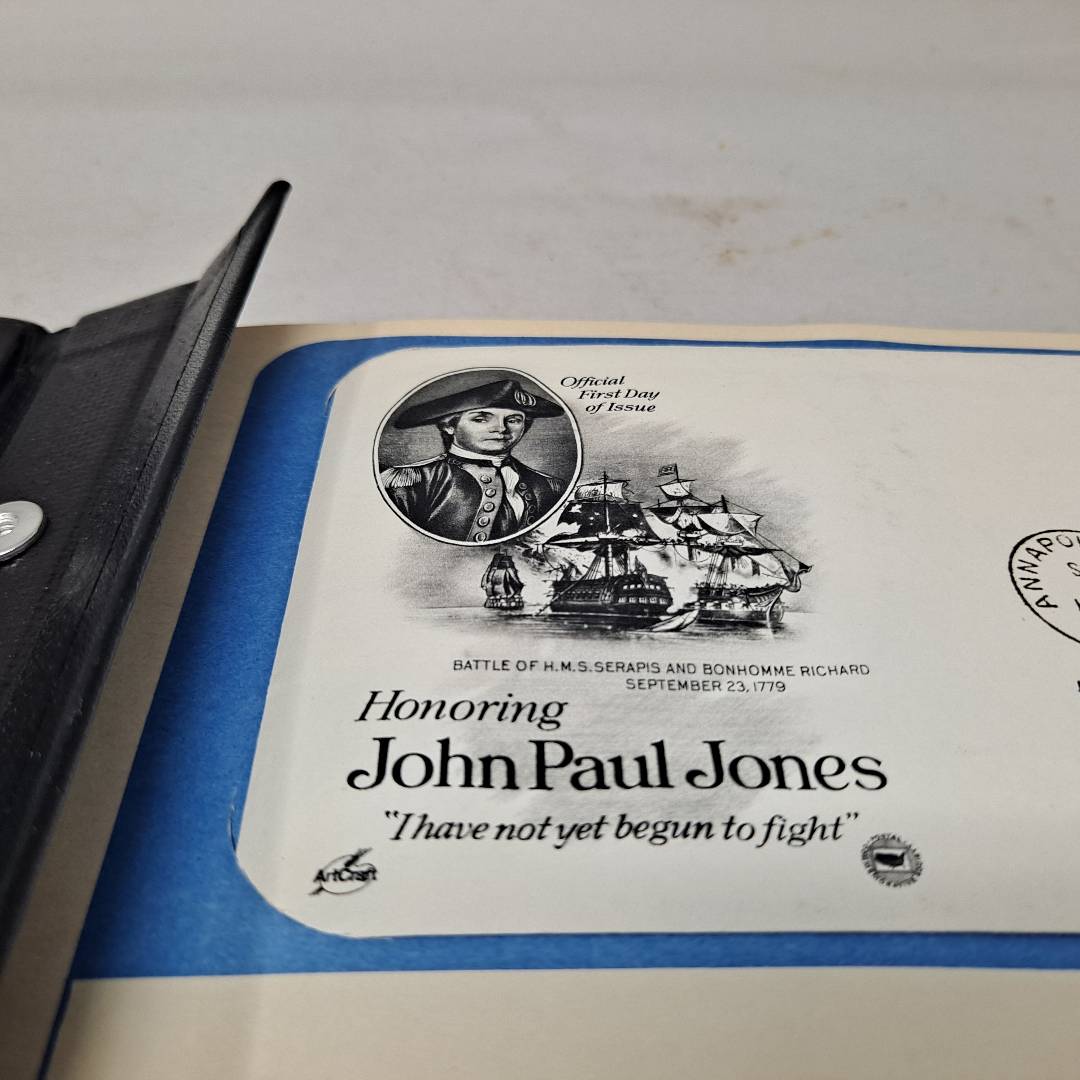 Official
First Day
of Issue
BATTLE OF H.M.S. SERAPIS AND BONHOMME RICHARD
SEPTEMBER 23, 1779
Honoring
John Paul Jones
"I have not yet begun to fight"
ArtCraft
ANNAPO